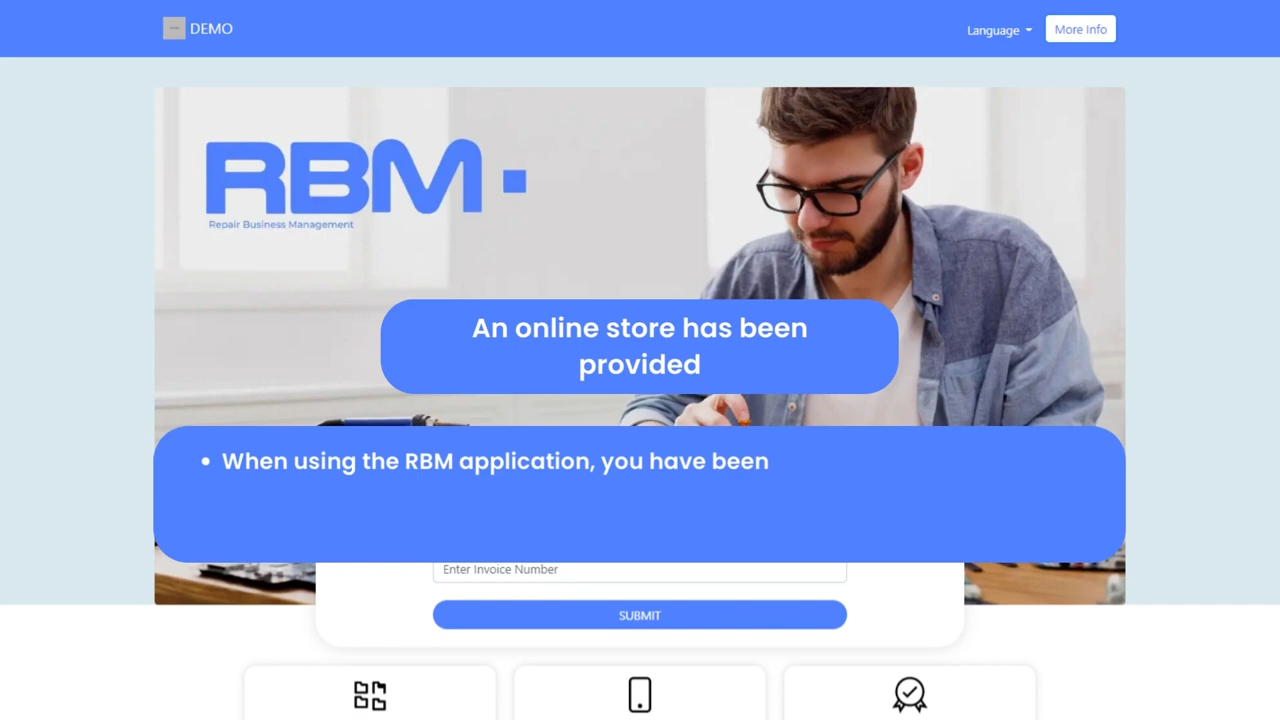 DEMO
Language
More Info
RBM
Repair Business Management
An online store has been
provided
• When using the RBM application, you have been
Enter Invoice Number
SUBMIT